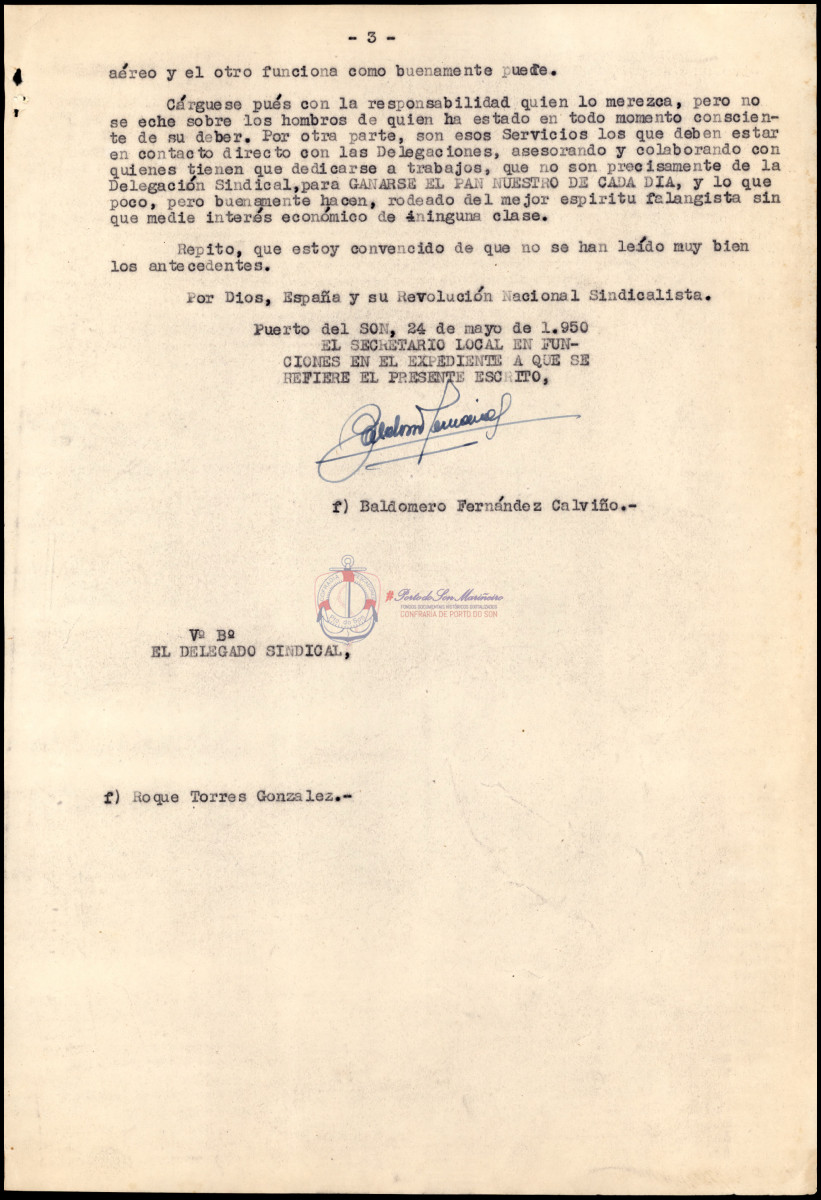 - 3 -
aéreo y el otro funciona como buenamente puede.
Cárguese pués con la responsabilidad quien lo merezca, pero no
se eche sobre los hombros de quien ha estado en todo momento conscien-
te de su deber. Por otra parte, son esos Servicios los que deben estar
en contacto directo con las Delegaciones, asesorando y colaborando con
quienes tienen que dedicarse a trabajos, que no son precisamente de la
Delegación Sindical,para GANARSE EL PAN NUESTRO DE CADA DIA, y lo que
poco, pero buenamente hacen, rodeado del mejor espiritu falangista sin
que medie interés económico de ninguna clase.
Repito, que estoy convencido de que no se han leído muy bien
los antecedentes.
Por Dios, España y su Revolución Nacional Sindicalista.
Puerto del SON, 24 de mayo de 1.950
EL SECRETARIO LOCAL EN FUN-
CIONES EN EL EXPEDIENTE A QUE SE
REFIERE EL PRESENTE ESCRITO,
f) Baldomero Fernández Calviño.-
#Porto do Son Mariñeiro
FONDOS DOCUMENTAIS HISTÓRICOS DIXITALIZADOS
CONFRARIA DE PORTO DO SON
Vº Bº
EL DELEGADO SINDICAL,
f) Roque Torres Gonzalez.-